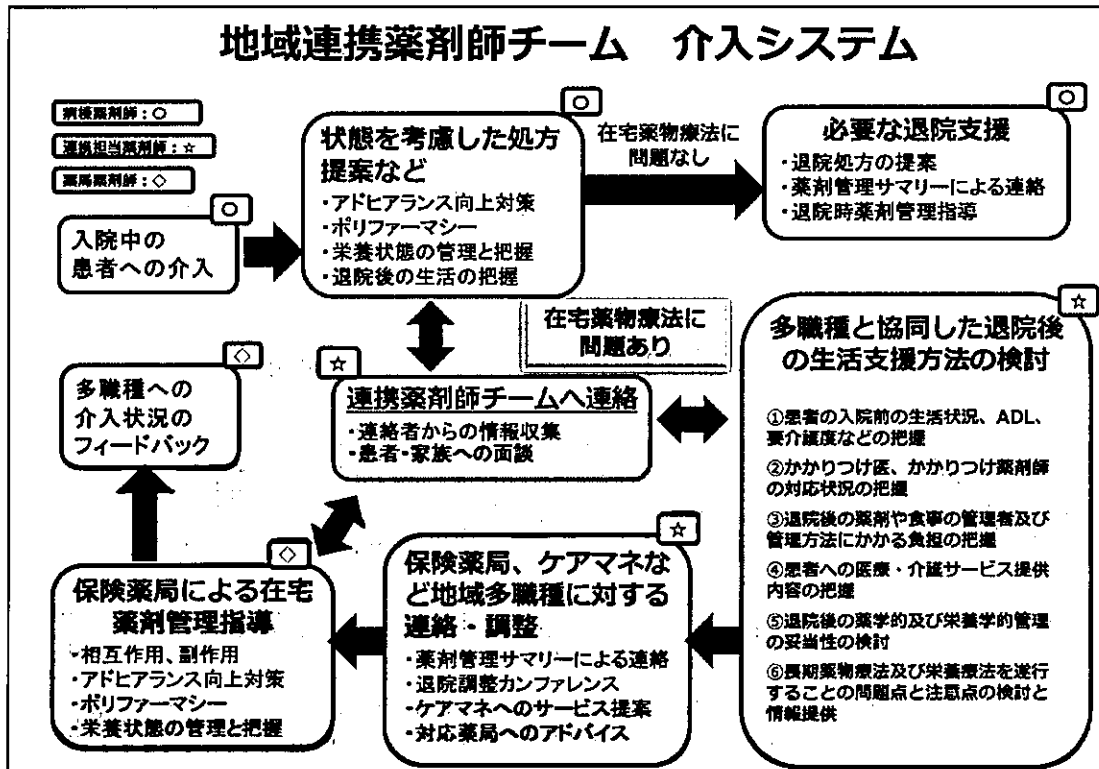 地域連携薬剤師チーム　介入システム
病棟薬剤師：○
連携担当薬剤師：☆
薬局薬剤師：◇
○
入院中の
患者への介入
○
状態を考慮した処方
提案など
・アドヒアランス向上対策
・ポリファーマシー
・栄養状態の管理と把握
・退院後の生活の把握
在宅薬物療法に
問題なし
○
必要な退院支援
・退院処方の提案
・薬剤管理サマリーによる連絡
・退院時薬剤管理指導
在宅薬物療法に
問題あり
☆
連携薬剤師チームへ連絡
・連絡者からの情報収集
・患者・家族への面談
☆
多職種と協同した退院後
の生活支援方法の検討
①患者の入院前の生活状況、ADL、
要介護度などの把握
②かかりつけ医、かかりつけ薬剤師
の対応状況の把握
③退院後の薬剤や食事の管理者及び
管理方法にかかる負担の把握
④患者への医療・介護サービス提供
内容の把握
⑤退院後の薬学的及び栄養学的管理
の妥当性の検討
⑥長期薬物療法及び栄養療法を遂行
することの問題点と注意点の検討と
情報提供
☆
保険薬局、ケアマネな
ど地域多職種に対する
連絡・調整
・薬剤管理サマリーによる連絡
・退院調整カンファレンス
・ケアマネへのサービス提案
・対応薬局へのアドバイス
◇
保険薬局による在宅
薬剤管理指導
・相互作用、副作用
・アドヒアランス向上対策
・ポリファーマシー
・栄養状態の管理と把握
◇
多職種への
介入状況の
フィードバック